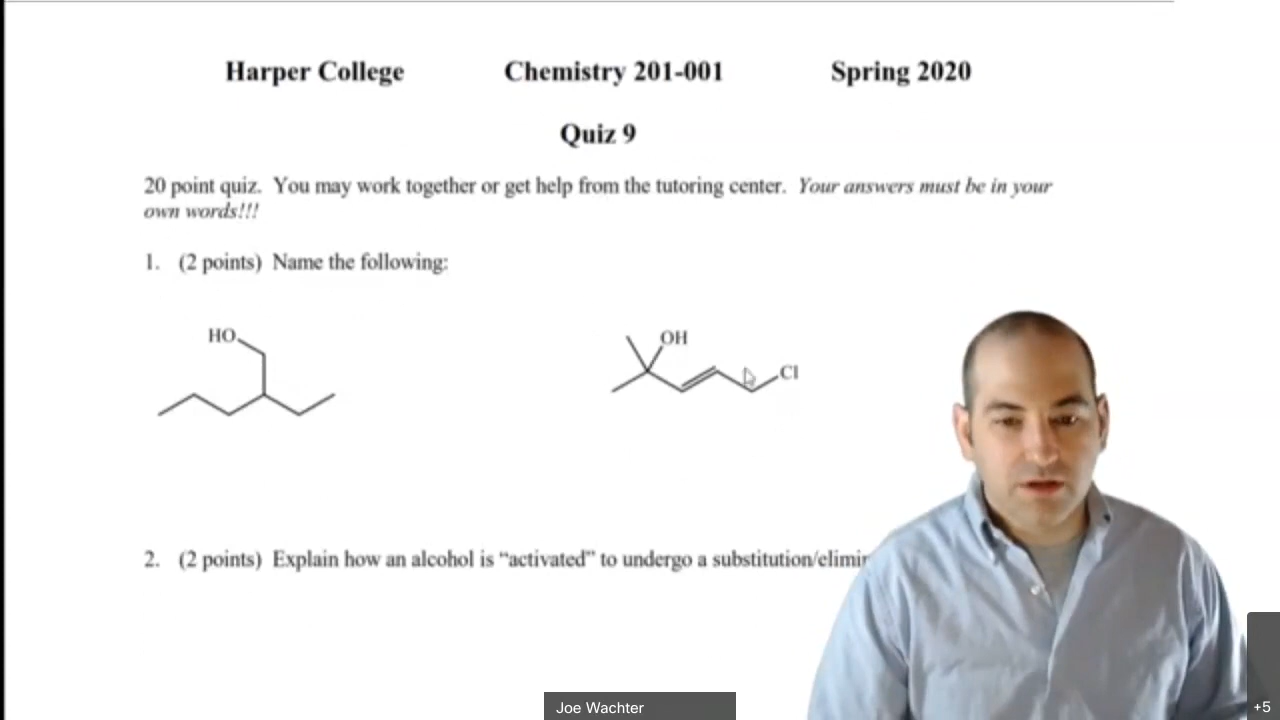 Harper College Chemistry 201-001 Spring 2020
Quiz 9
20 point quiz. You may work together or get help from the tutoring center. Your answers must be in your
own words!!!
1. (2 points) Name the following:
HO
OH
Cl
2. (2 points) Explain how an alcohol is “activated” to undergo a
Joe Wachter
+5